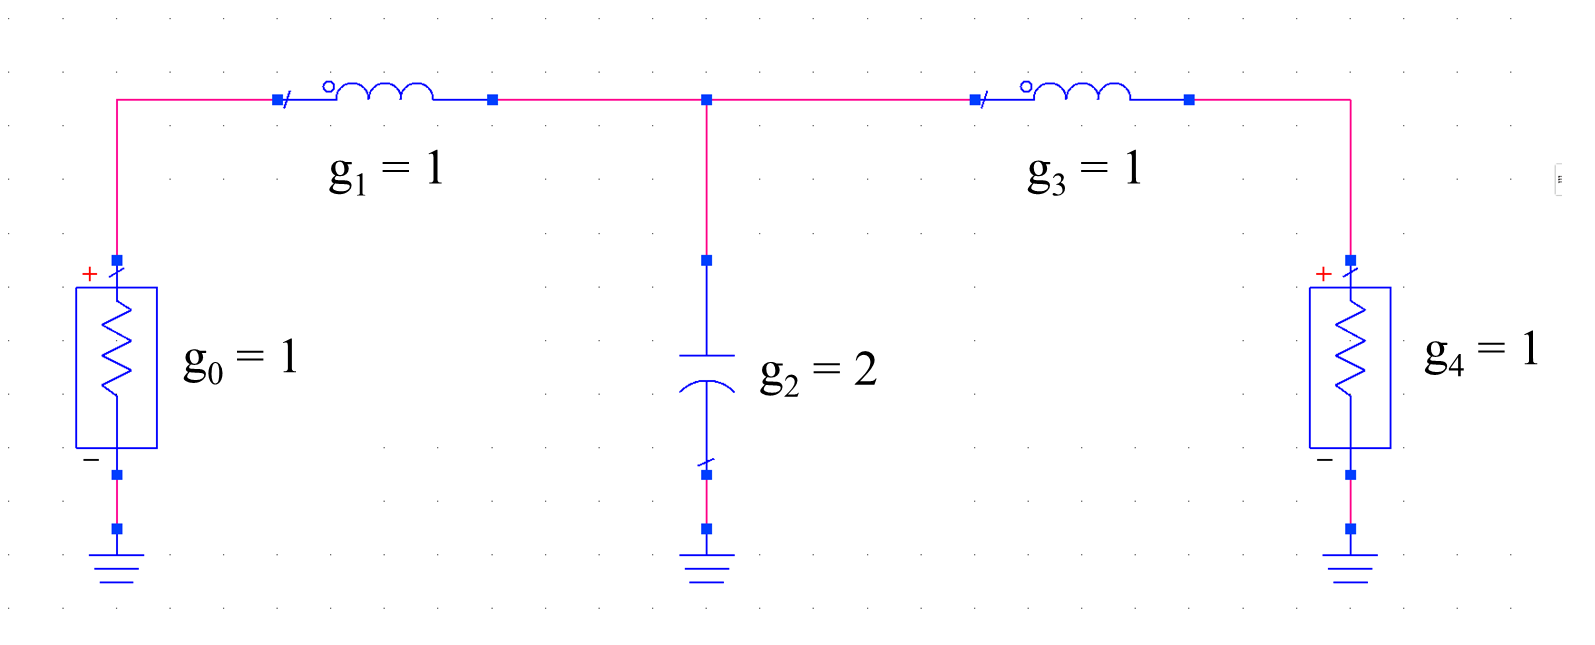 g₁ = 1
g₃ = 1
+
+
g₀ = 1
g₂ = 2
g₄ = 1
−
−